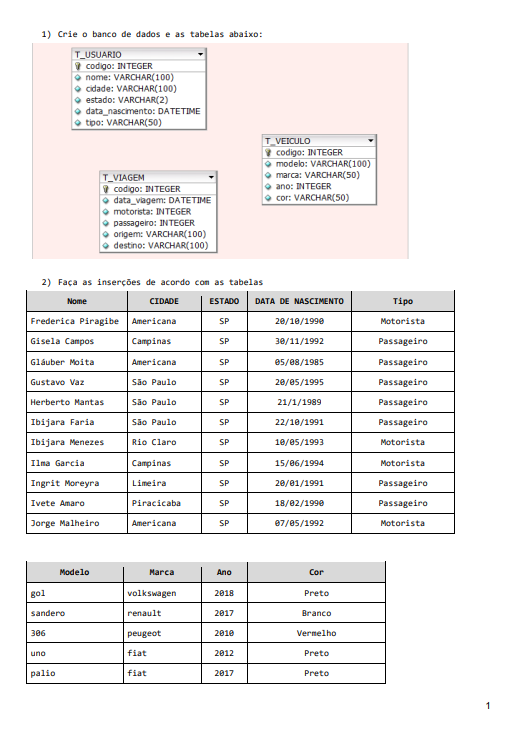 1) Crie o banco de dados e as tabelas abaixo:
T_USUARIO
codigo: INTEGER
nome: VARCHAR(100)
cidade: VARCHAR(100)
estado: VARCHAR(2)
data_nascimento: DATETIME
tipo: VARCHAR(50)
T_VEICULO
codigo: INTEGER
modelo: VARCHAR(100)
marca: VARCHAR(50)
ano: INTEGER
cor: VARCHAR(50)
T_VIAGEM
codigo: INTEGER
data_viagem: DATETIME
motorista: INTEGER
passageiro: INTEGER
origem: VARCHAR(100)
destino: VARCHAR(100)
2) Faça as inserções de acordo com as tabelas
Nome CIDADE ESTADO DATA DE NASCIMENTO Tipo
Frederica Piragibe Americana SP 20/10/1990 Motorista
Gisela Campos Campinas SP 30/11/1992 Passageiro
Gláuber Moita Americana SP 05/08/1985 Passageiro
Gustavo Vaz São Paulo SP 20/05/1995 Passageiro
Herberto Mantas São Paulo SP 21/1/1989 Passageiro
Ibijara Faria São Paulo SP 22/10/1991 Passageiro
Ibijara Menezes Rio Claro SP 10/05/1993 Motorista
Ilma Garcia Campinas SP 15/06/1994 Motorista
Ingrit Moreyra Limeira SP 20/01/1991 Passageiro
Ivete Amaro Piracicaba SP 18/02/1990 Passageiro
Jorge Malheiro Americana SP 07/05/1992 Motorista
Modelo Marca Ano Cor
gol volkswagen 2018 Preto
sandero renault 2017 Branco
306 peugeot 2010 Vermelho
uno fiat 2012 Preto
palio fiat 2017 Preto
1